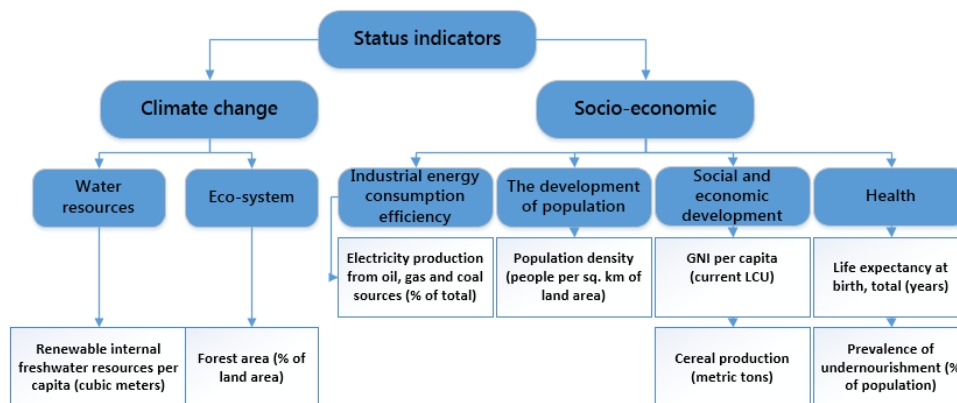 Status indicators
Climate change
Socio-economic
Water
resources
Eco-system
Industrial energy
consumption
efficiency
The development
of population
Social and
economic
development
Health
Electricity production
from oil, gas and coal
sources (% of total)
Population density
(people per sq. km of
land area)
GNI per capita
(current LCU)
Life expectancy at
birth, total (years)
Renewable internal
freshwater resources per
capita (cubic meters)
Forest area (% of
land area)
Cereal production
(metric tons)
Prevalence of
undernourishment (%
of population)